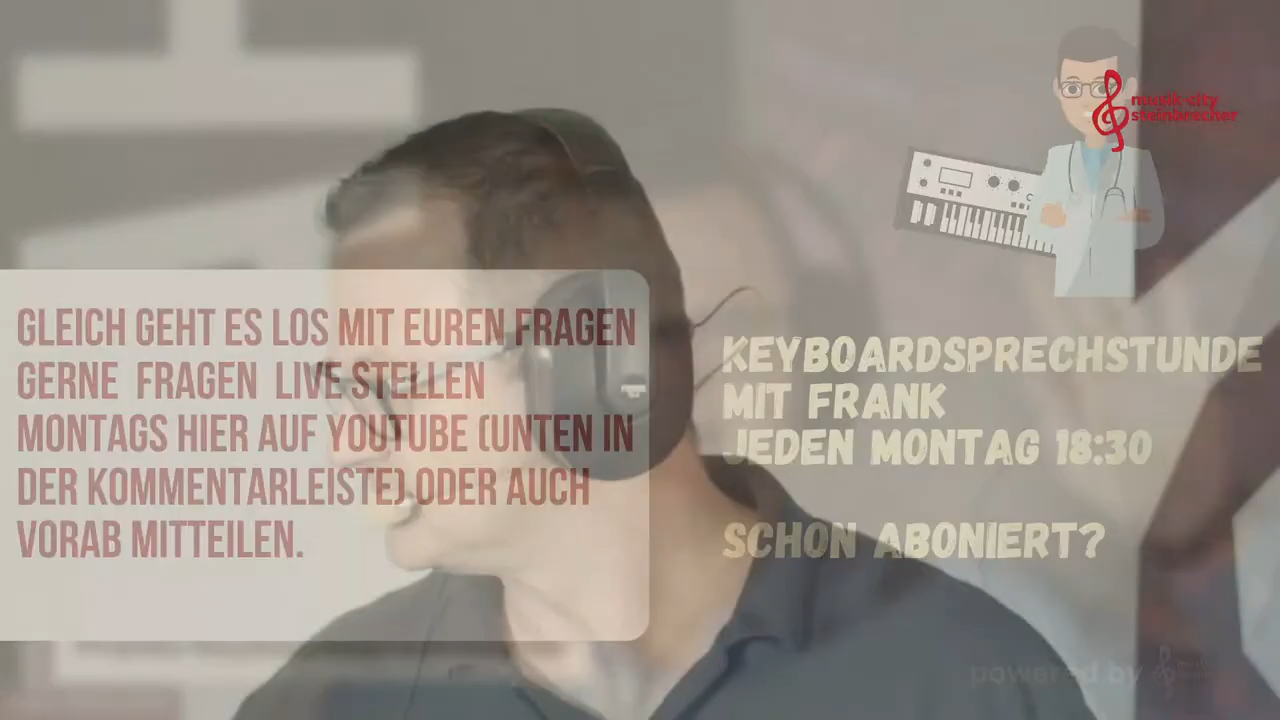 musik-city
steinbrecher
GLEICH GEHT ES LOS MIT EUREN FRAGEN
GERNE FRAGEN LIVE STELLEN
MONTAGS HIER AUF YOUTUBE (UNTEN IN
DER KOMMENTARLEISTE) ODER AUCH
VORAB MITTEILEN.
KEYBOARDSPRECHSTUNDE
MIT FRANK
JEDEN MONTAG 18:30
SCHON ABONIERT?
powered by